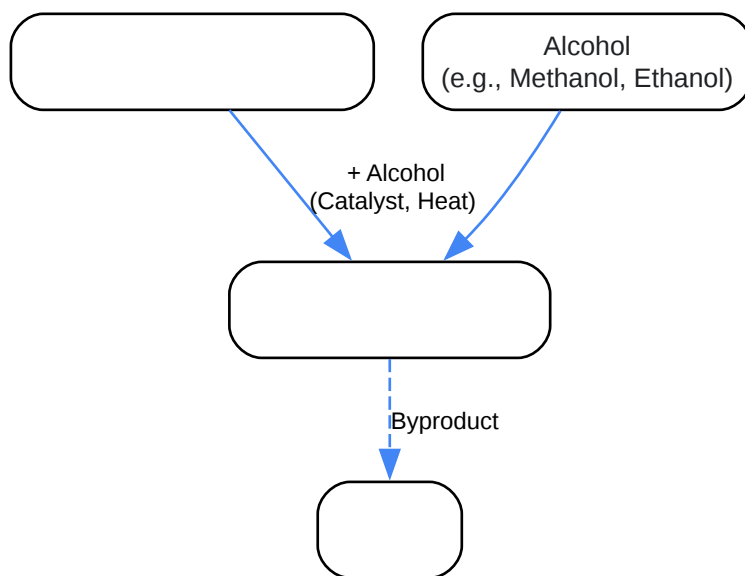 Alcohol
(e.g., Methanol, Ethanol)
+ Alcohol
(Catalyst, Heat)
Byproduct